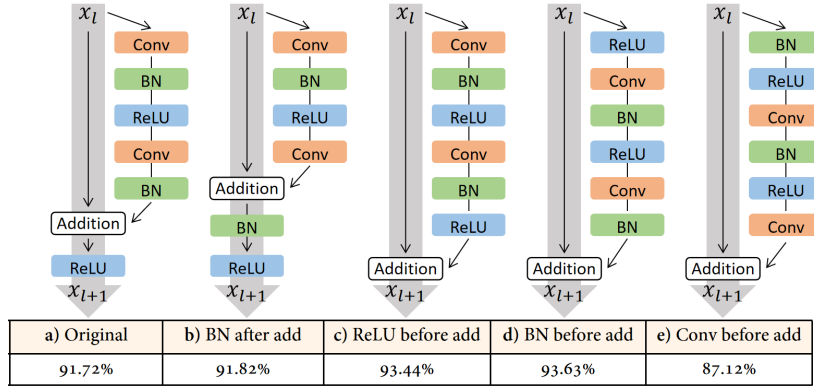 x_l x_l x_l x_l x_l
Conv Conv Conv ReLU BN
BN BN BN Conv ReLU
ReLU ReLU ReLU BN Conv
Conv Conv Conv ReLU BN
BN Addition BN Conv ReLU
Addition BN ReLU BN Conv
ReLU ReLU Addition Addition Addition
x_{l+1} x_{l+1} x_{l+1} x_{l+1} x_{l+1}
a) Original b) BN after add c) ReLU before add d) BN before add e) Conv before add
91.72% 91.82% 93.44% 93.63% 87.12%